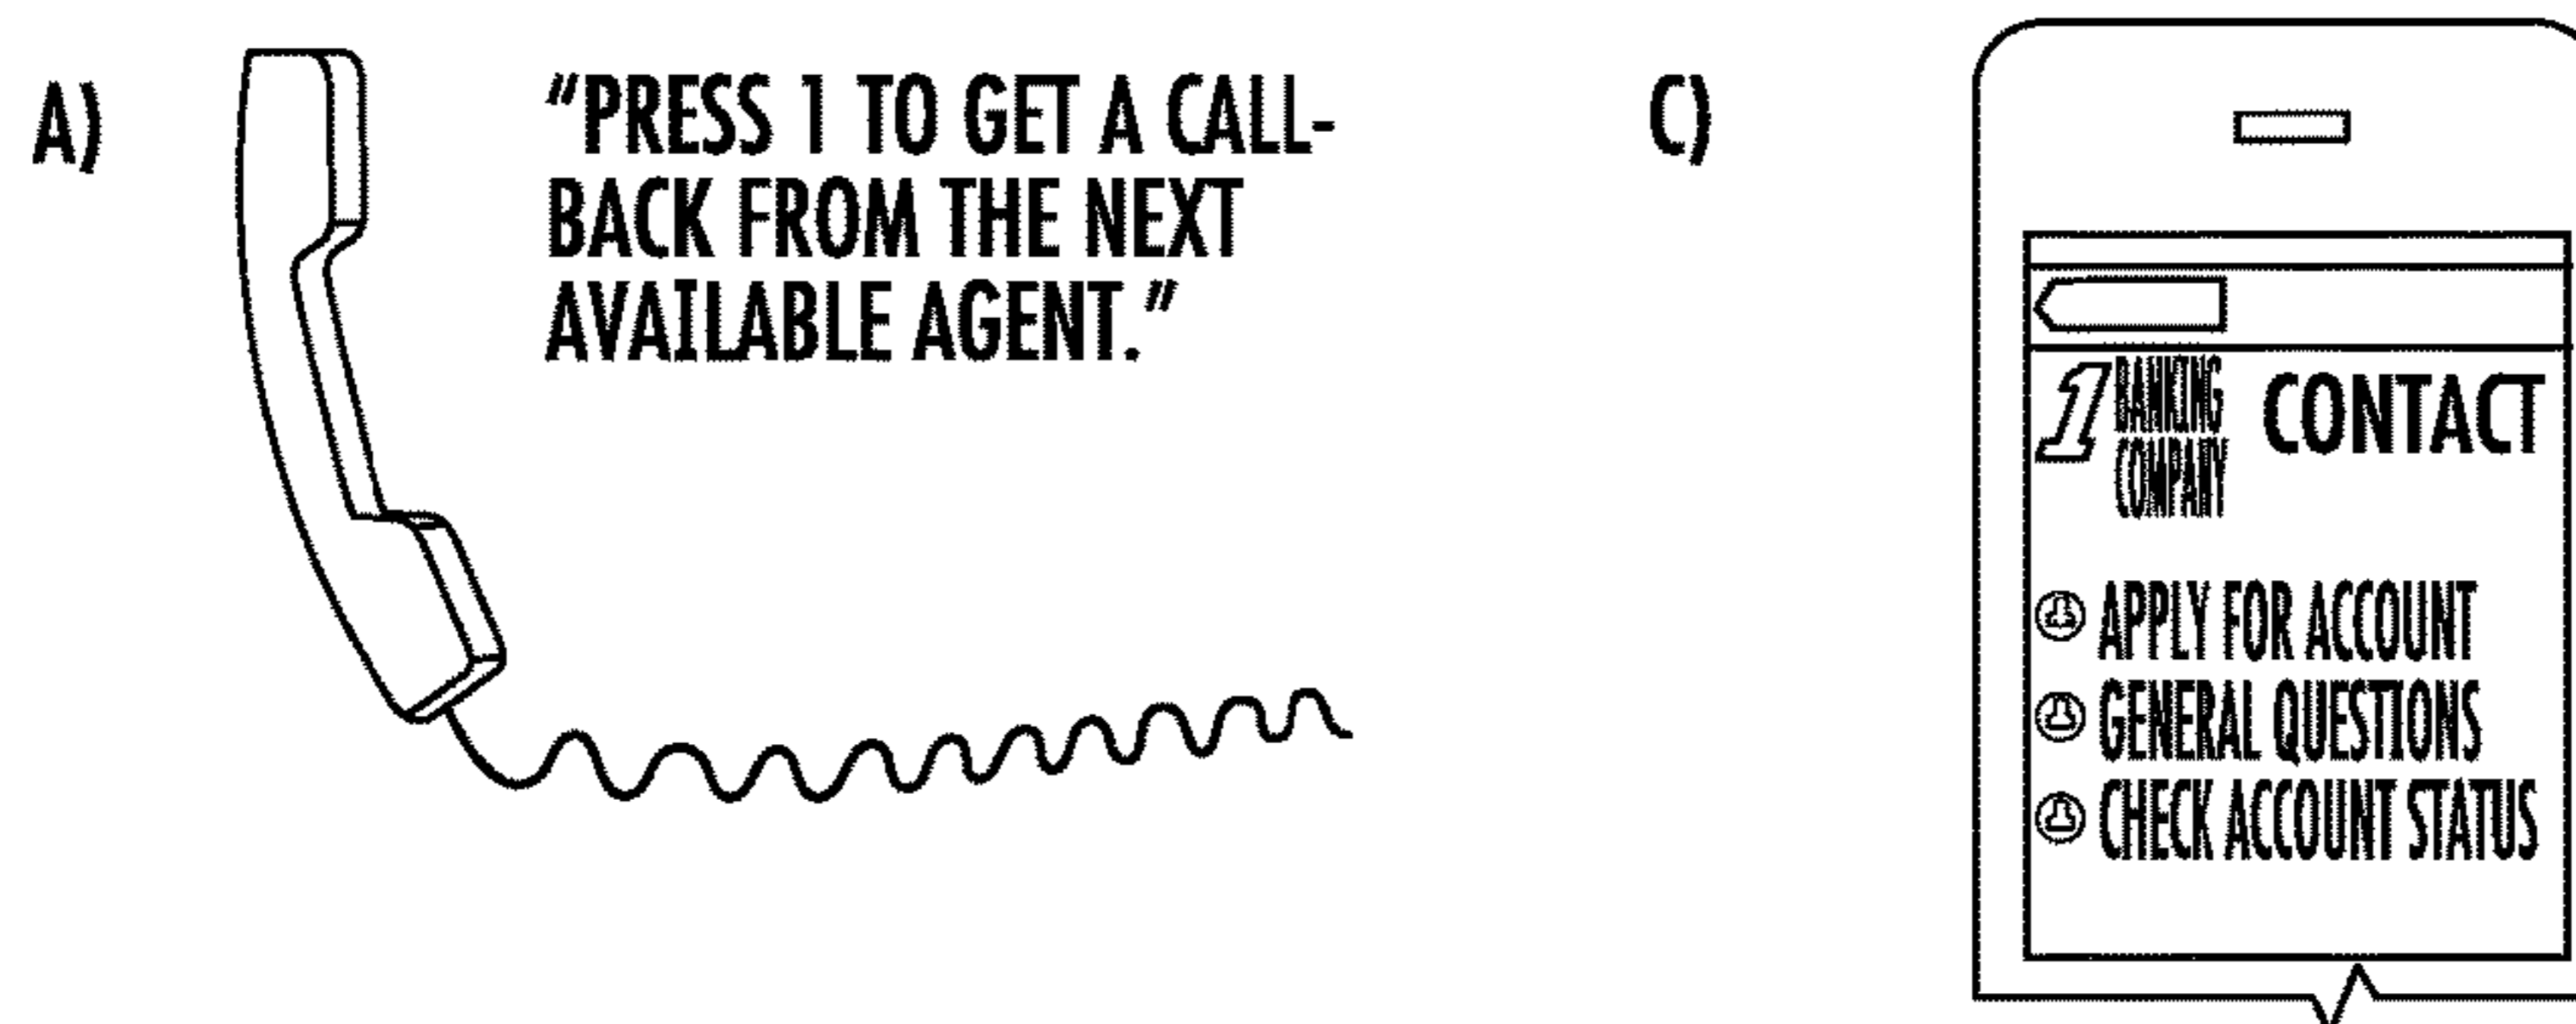 A)
"PRESS 1 TO GET A CALL-
BACK FROM THE NEXT
AVAILABLE AGENT."
C)
1 BANKING
COMPANY
CONTACT
APPLY FOR ACCOUNT
GENERAL QUESTIONS
CHECK ACCOUNT STATUS